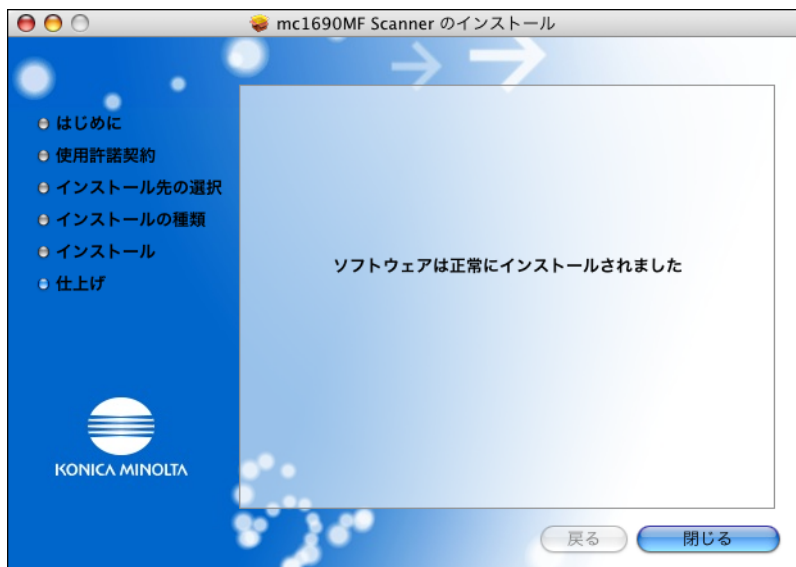 mc1690MF Scanner のインストール
はじめに
使用許諾契約
インストール先の選択
インストールの種類
インストール
仕上げ
ソフトウェアは正常にインストールされました
KONICA MINOLTA
戻る
閉じる